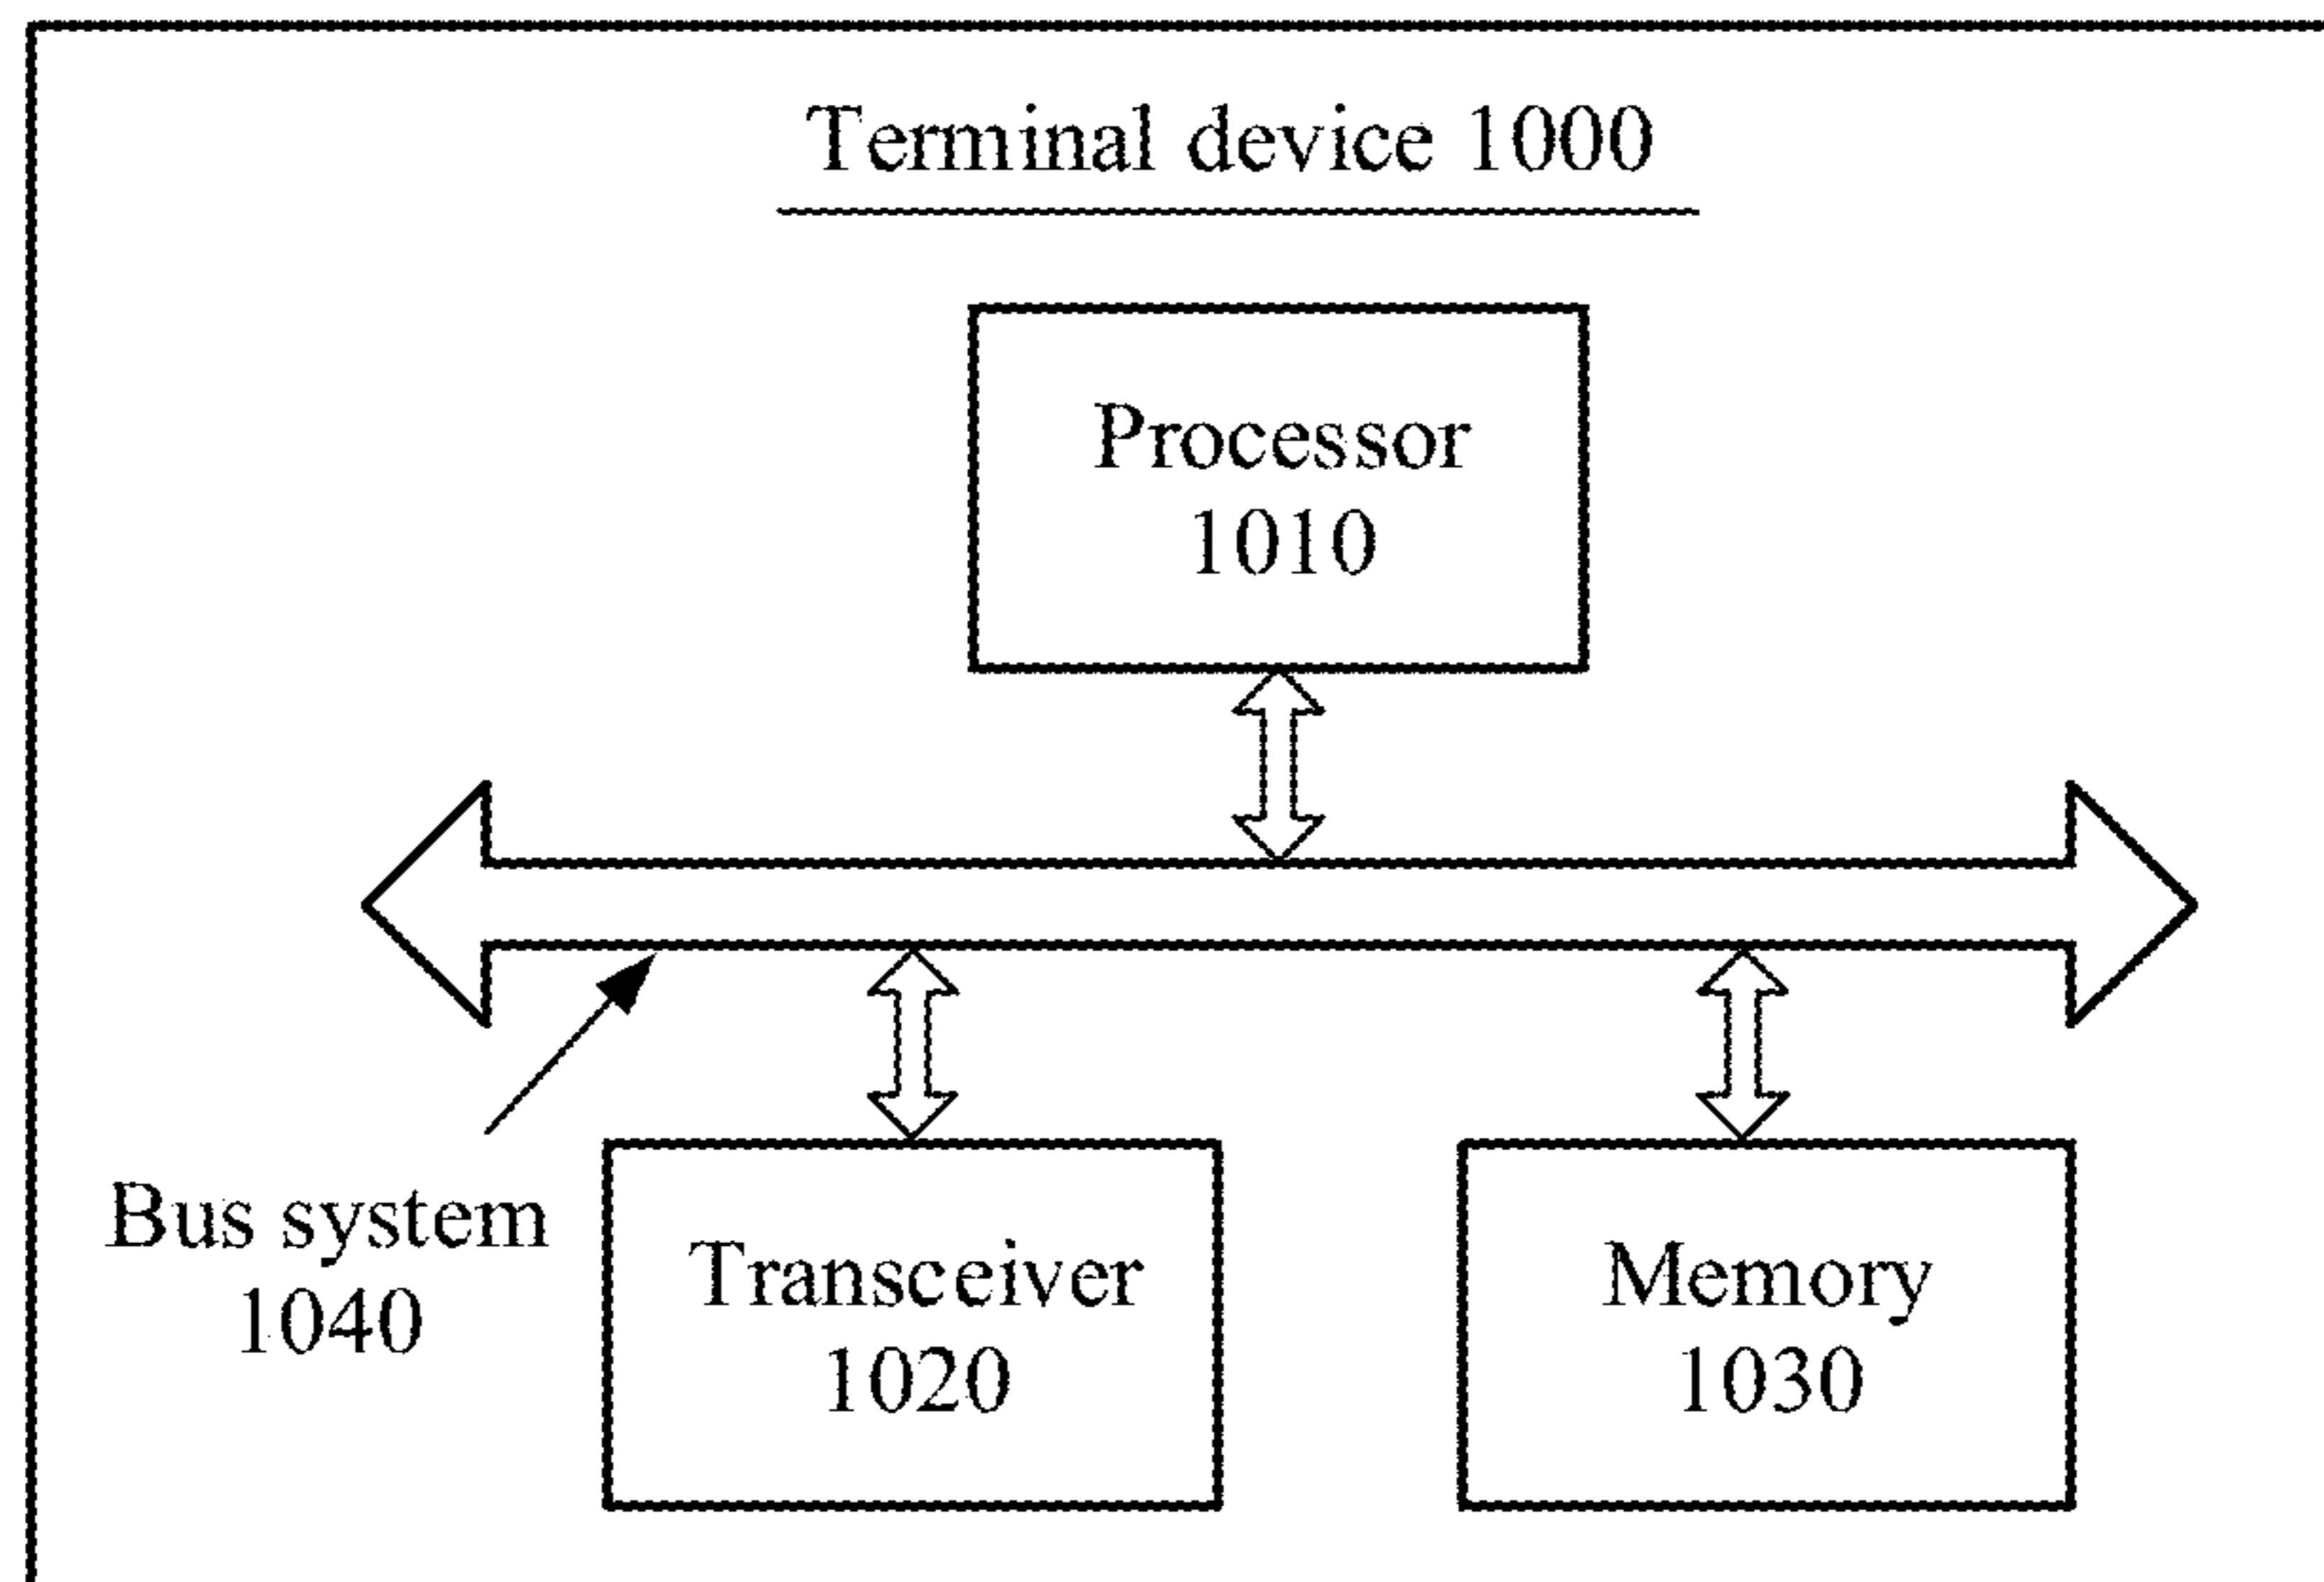 Terminal device 1000
Processor
1010
Bus system
1040
Transceiver
1020
Memory
1030